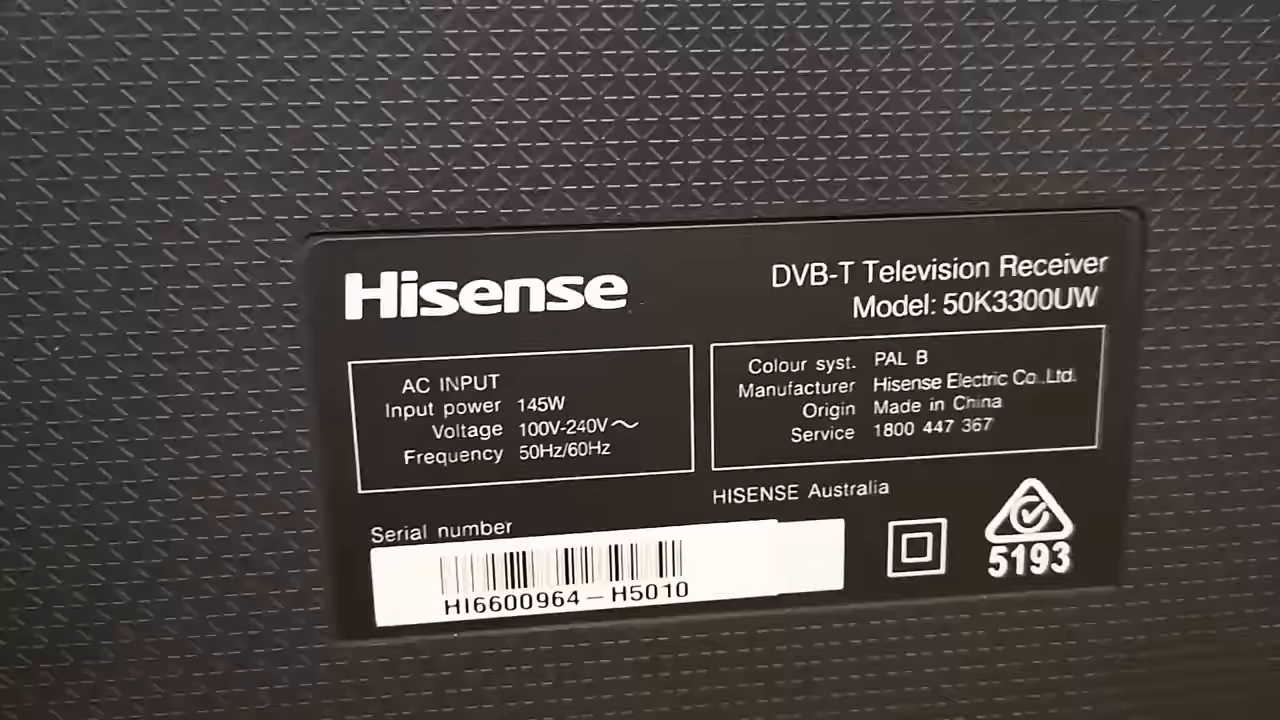 Hisense
DVB-T Television Receiver
Model: 50K3300UW
AC INPUT
Input power 145W
Voltage 100V-240V～
Frequency 50Hz/60Hz
Colour syst. PAL B
Manufacturer Hisense Electric Co.,Ltd.
Origin Made in China
Service 1800 447 367
HISENSE Australia
Serial number
HI6600964－H5010
5193